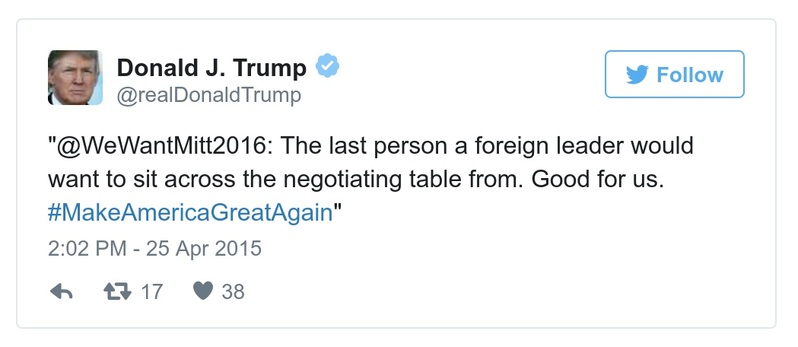 Donald J. Trump
@realDonaldTrump
Follow
"@WeWantMitt2016: The last person a foreign leader would
want to sit across the negotiating table from. Good for us.
#MakeAmericaGreatAgain"
2:02 PM - 25 Apr 2015
17 38